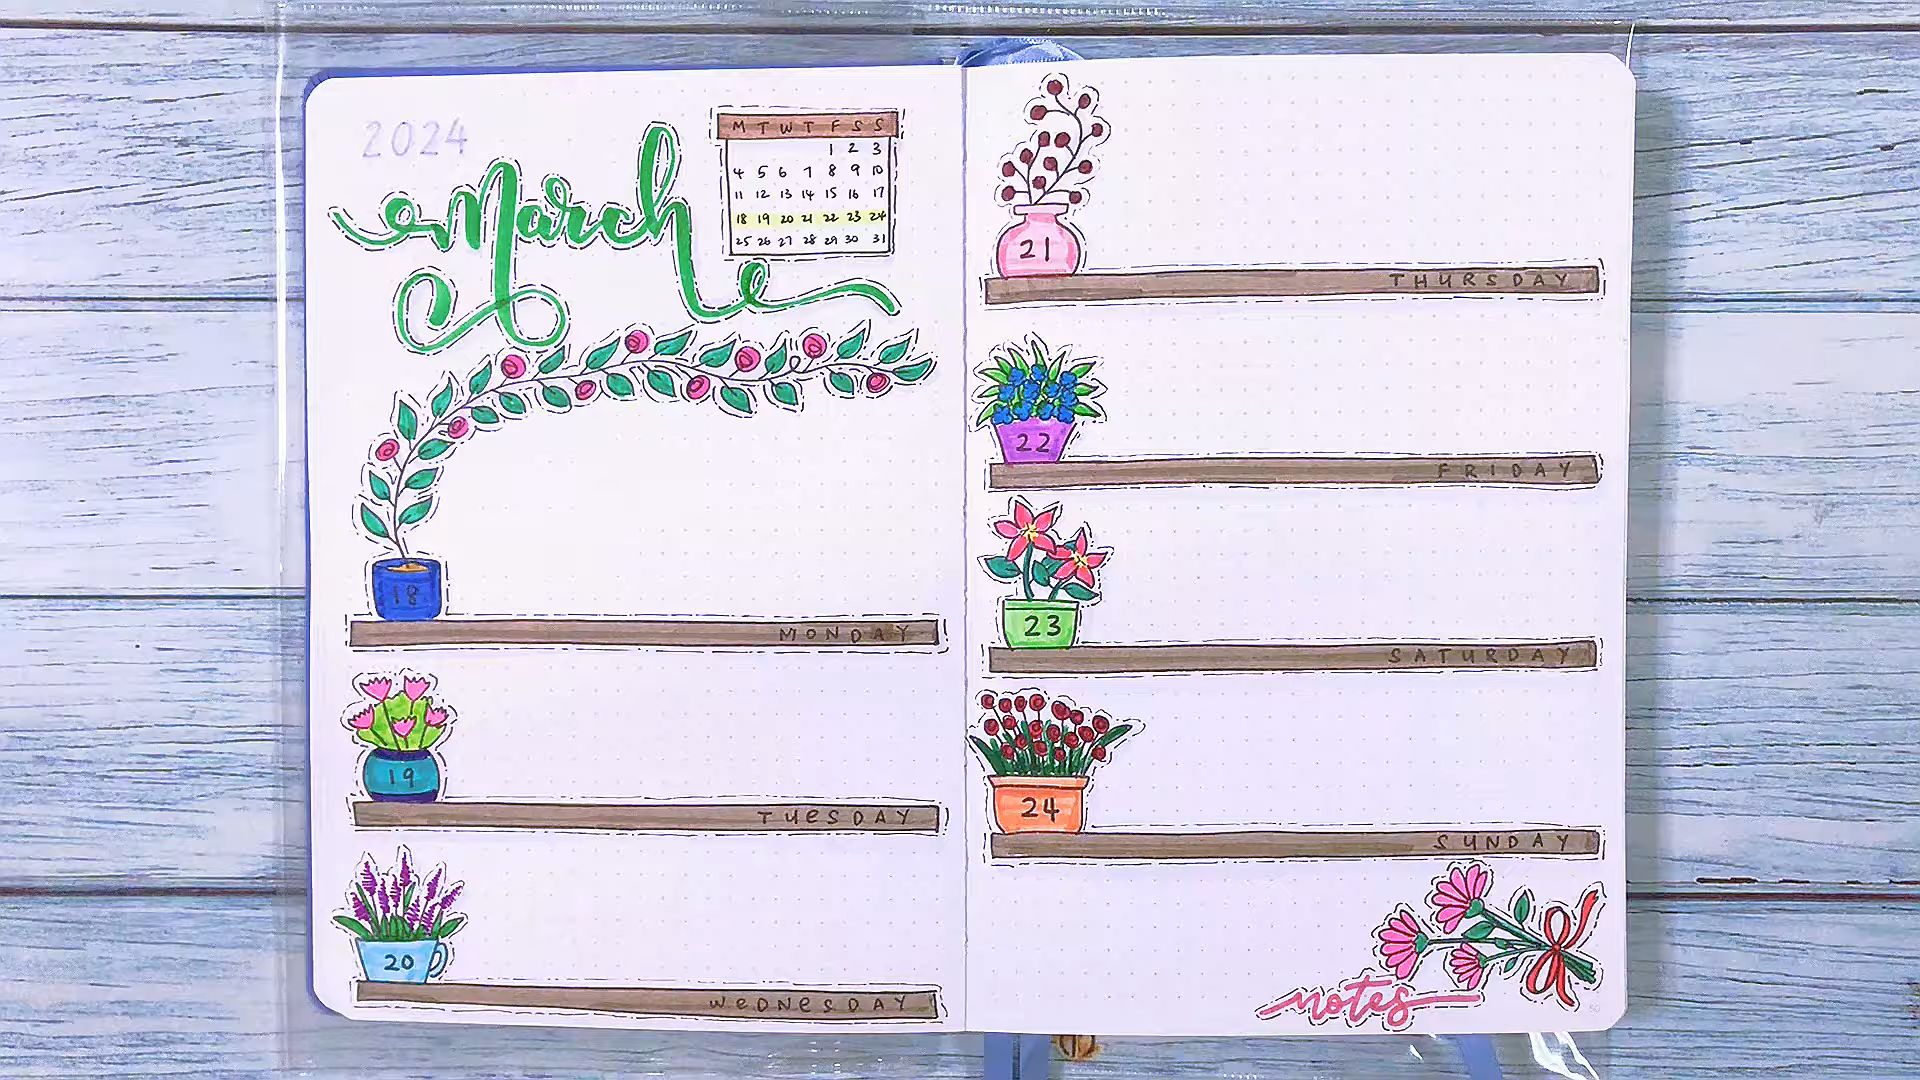 2024
March
M T W T F S S
1 2 3
4 5 6 7 8 9 10
11 12 13 14 15 16 17
18 19 20 21 22 23 24
25 26 27 28 29 30 31
18
MONDAY
19
TUeSDAY
20
WeDNeSDAY
21
THURSDAY
22
FRIDAY
23
SATURDAY
24
SUNDAY
notes